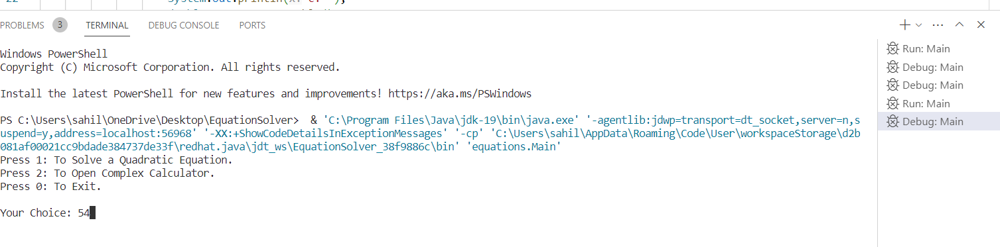 22
PROBLEMS 3 TERMINAL DEBUG CONSOLE PORTS
Windows PowerShell
Copyright (C) Microsoft Corporation. All rights reserved.
Install the latest PowerShell for new features and improvements! https://aka.ms/PSWindows
PS C:\Users\sahil\OneDrive\Desktop\EquationSolver>  & 'C:\Program Files\Java\jdk-19\bin\java.exe' '-agentlib:jdwp=transport=dt_socket,server=n,s
uspend=y,address=localhost:56968' '-XX:+ShowCodeDetailsInExceptionMessages' '-cp' 'C:\Users\sahil\AppData\Roaming\Code\User\workspaceStorage\d2b
081af00021cc9bdade384737de33f\redhat.java\jdt_ws\EquationSolver_38f9886c\bin' 'equations.Main'
Press 1: To Solve a Quadratic Equation.
Press 2: To Open Complex Calculator.
Press 0: To Exit.
Your Choice: 54
Run: Main
Debug: Main
Debug: Main
Run: Main
Debug: Main